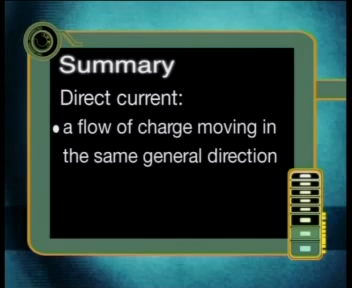 Summary
Direct current:
• a flow of charge moving in
the same general direction